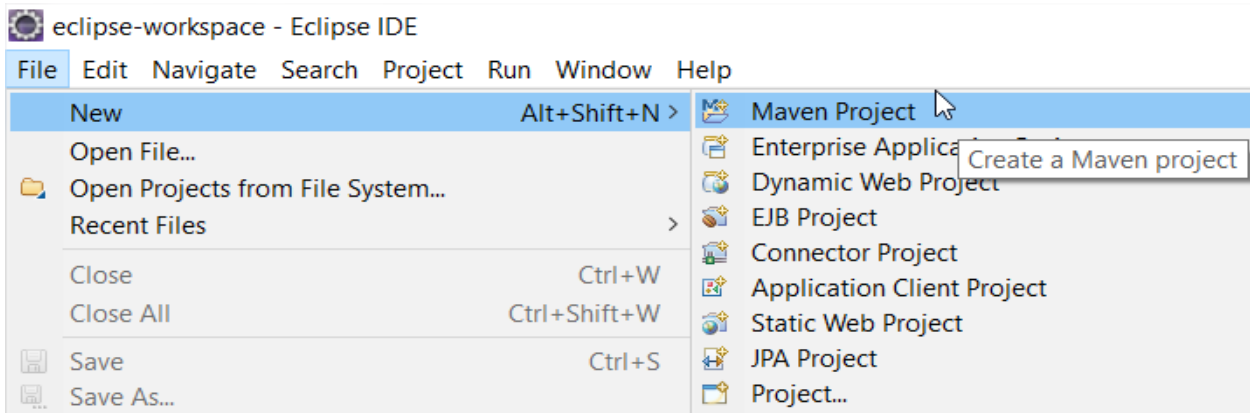 eclipse-workspace - Eclipse IDE
File Edit Navigate Search Project Run Window Help
New Alt+Shift+N >
Open File...
Open Projects from File System...
Recent Files >
Close Ctrl+W
Close All Ctrl+Shift+W
Save Ctrl+S
Save As...
Maven Project
Enterprise
Create a Maven project
Dynamic Web Project
EJB Project
Connector Project
Application Client Project
Static Web Project
JPA Project
Project...